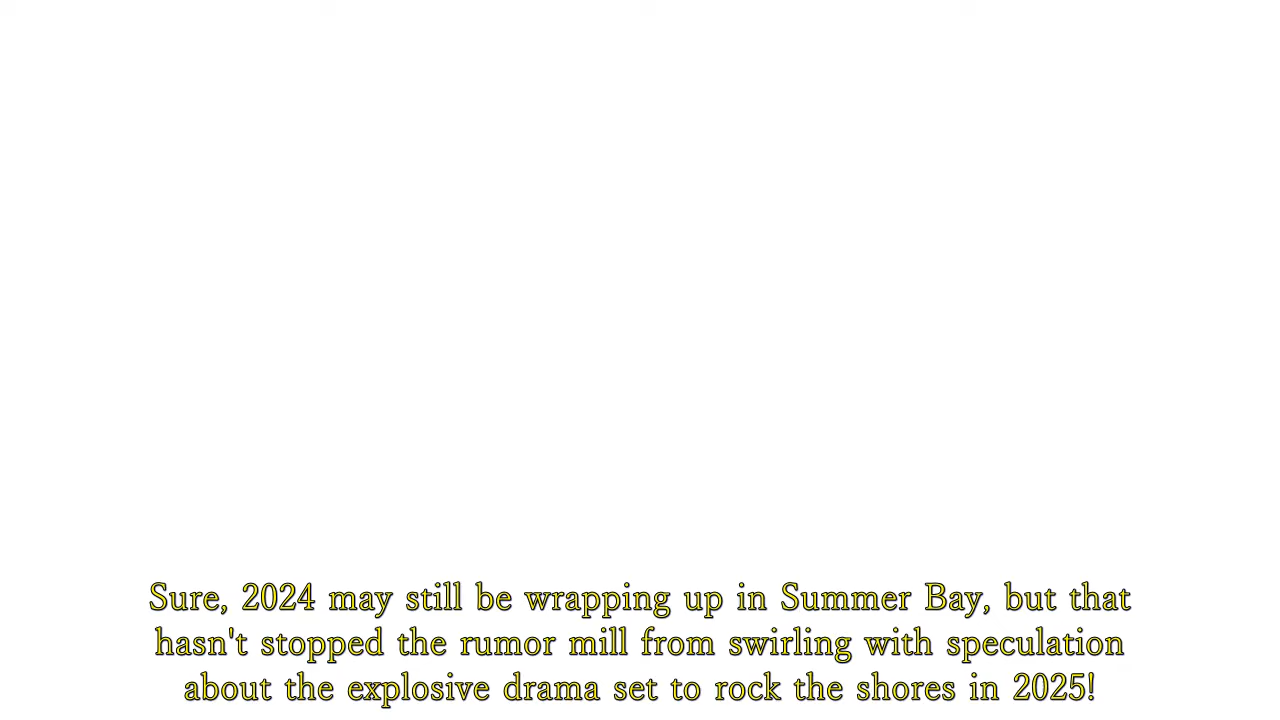 Sure, 2024 may still be wrapping up in Summer Bay, but that
hasn't stopped the rumor mill from swirling with speculation
about the explosive drama set to rock the shores in 2025!